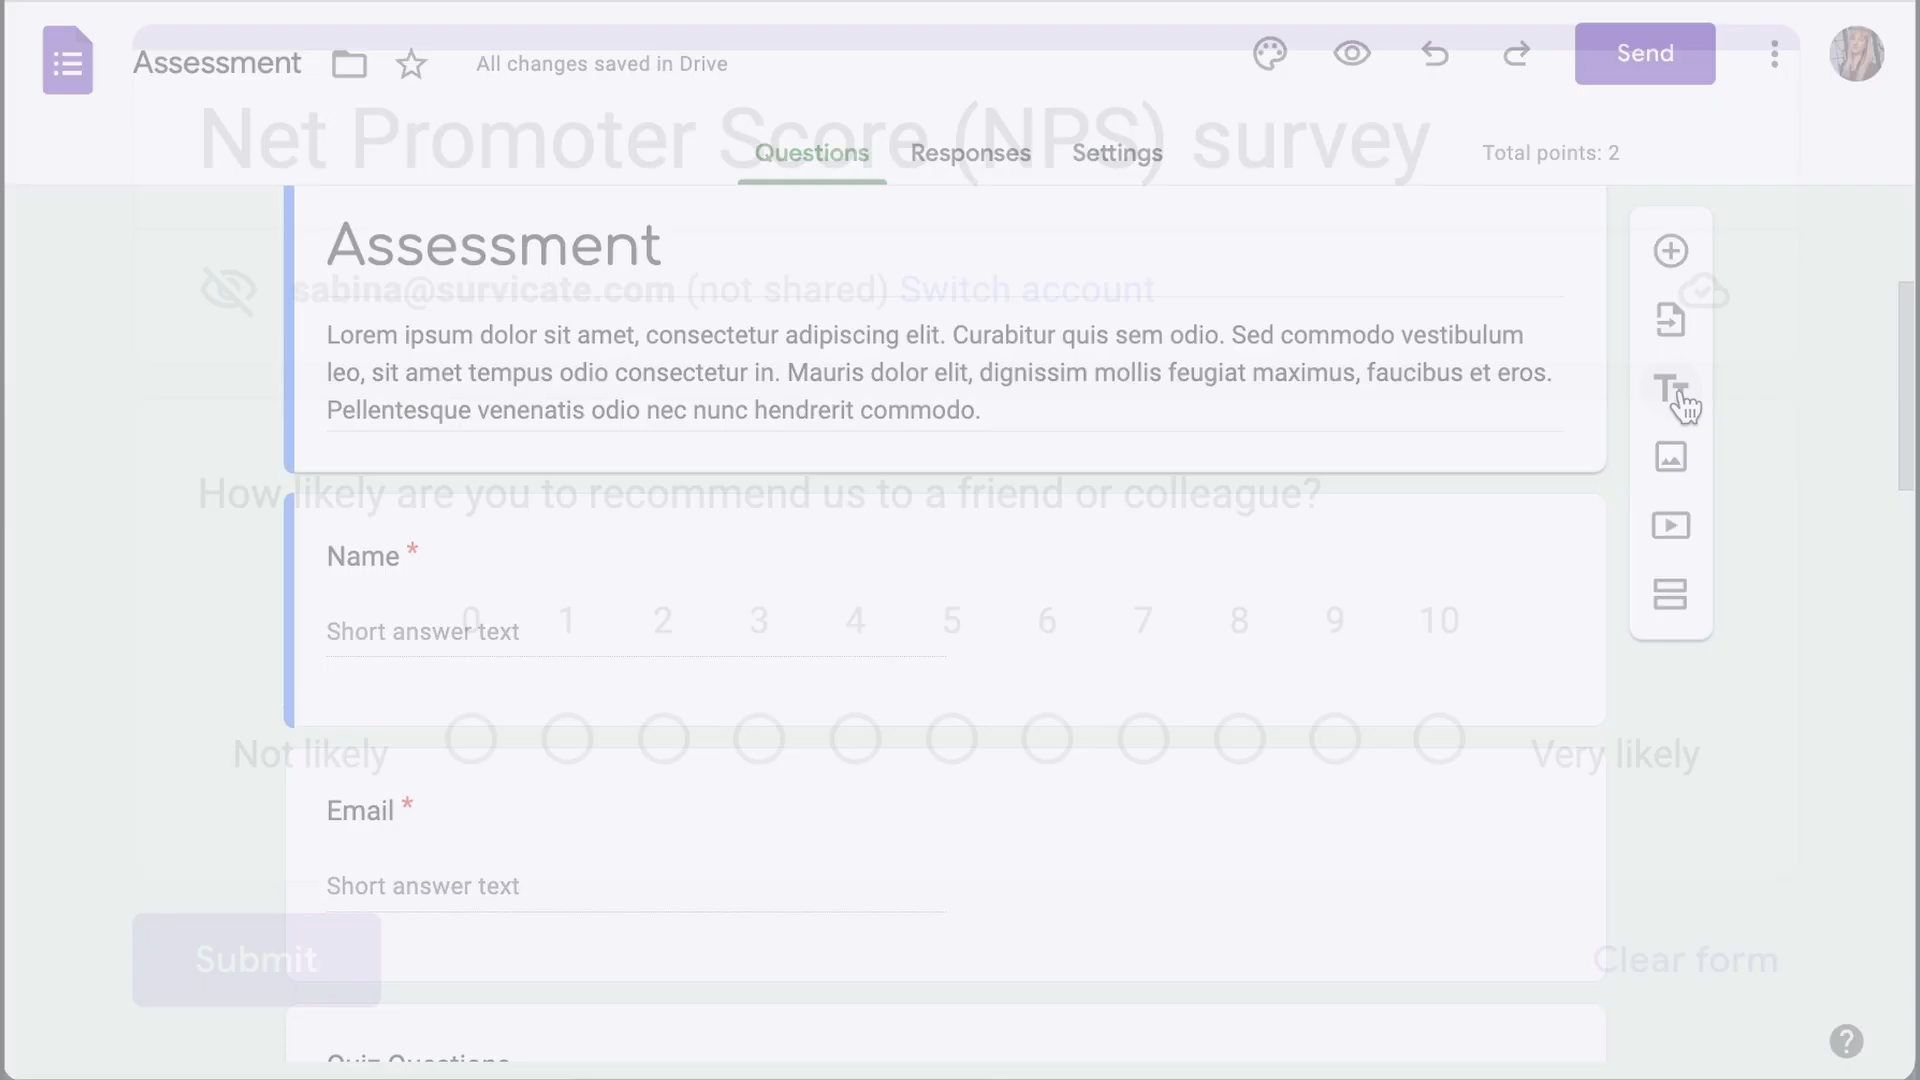 Assessment
All changes saved in Drive
Send
Net Promoter Score (NPS) survey
Questions
Responses
Settings
Total points: 2
Assessment
sabina@survicate.com (not shared) Switch account
Lorem ipsum dolor sit amet, consectetur adipiscing elit. Curabitur quis sem odio. Sed commodo vestibulum
leo, sit amet tempus odio consectetur in. Mauris dolor elit, dignissim mollis feugiat maximus, faucibus et eros.
Pellentesque venenatis odio nec nunc hendrerit commodo.
How likely are you to recommend us to a friend or colleague?
Name *
0 1 2 3 4 5 6 7 8 9 10
Short answer text
Not likely
Very likely
Email *
Short answer text
Submit
Clear form
Quiz Questions